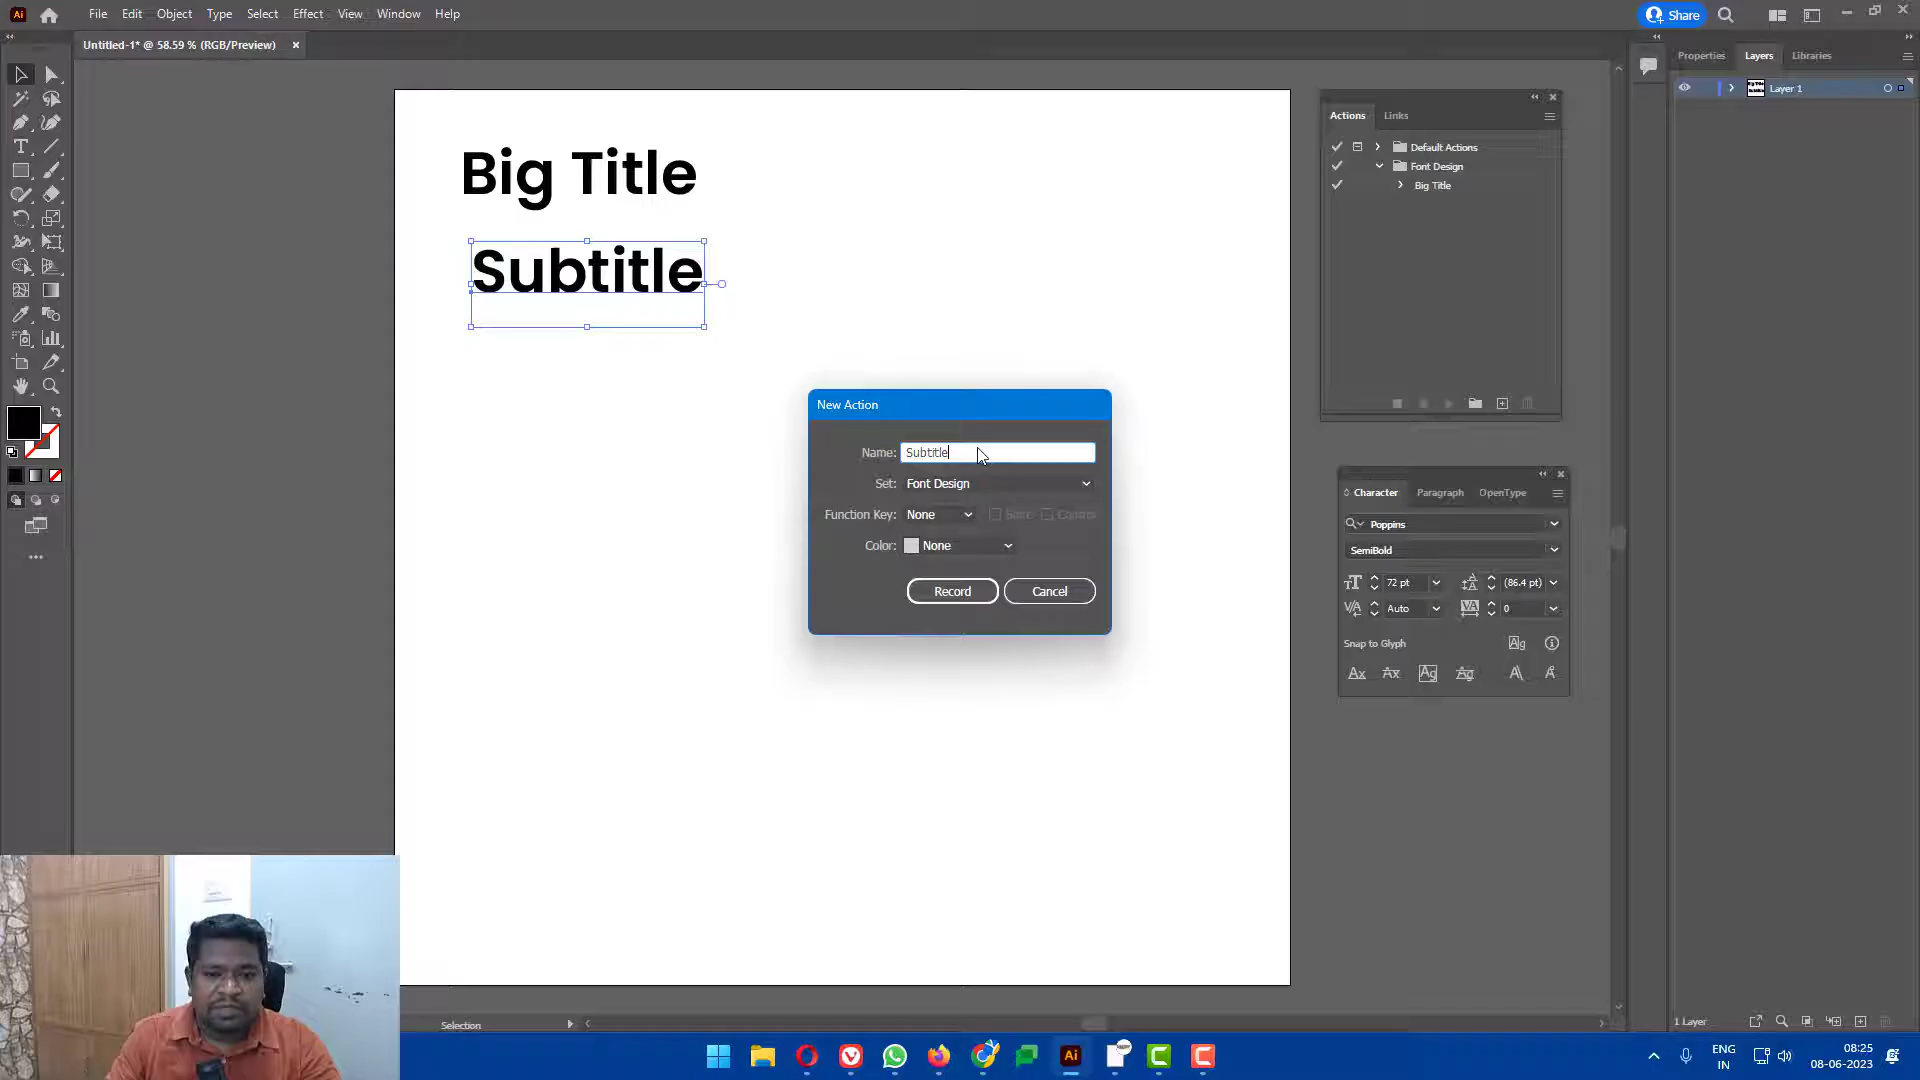 Ai File Edit Object Type Select Effect View Window Help Share
Untitled-1* @ 58.59 % (RGB/Preview)
Properties Layers Libraries
Layer 1
Actions Links
Default Actions
Font Design
Big Title
Big Title
Subtitle
New Action
Name: Subtitle
Set: Font Design
Function Key: None
Color: None
Record Cancel
Character Paragraph OpenType
Poppins
SemiBold
72 pt (86.4 pt)
Auto 0
Snap to Glyph
Selection
1 Layer
Ai
ENG
IN
08:25
08-06-2023